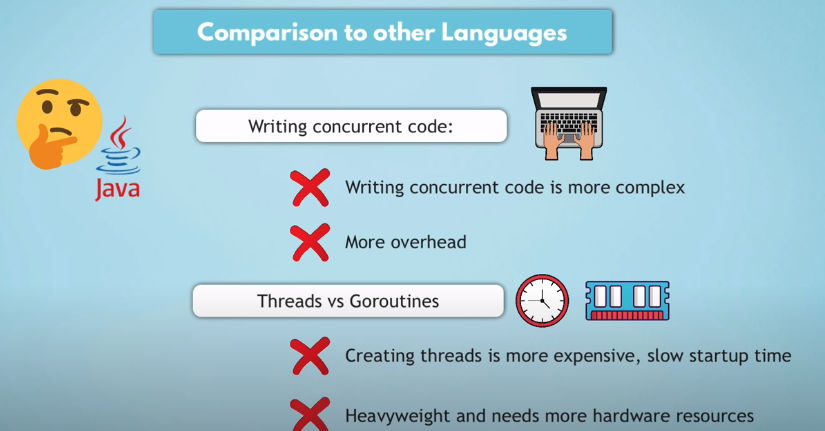 Comparison to other Languages
Java
Writing concurrent code:
Writing concurrent code is more complex
More overhead
Threads vs Goroutines
Creating threads is more expensive, slow startup time
Heavyweight and needs more hardware resources